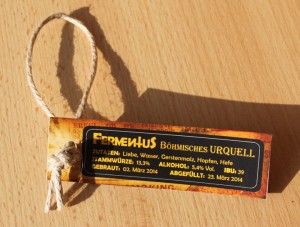 FERMENTUS BÖHMISCHES URQUELL
ZUTATEN: Liebe, Wasser, Gerstenmalz, Hopfen, Hefe
STAMMWÜRZE: 13,3% ALKOHOL: 5,4% Vol. IBU: 39
GEBRAUT: 02. März 2014 ABGEFÜLLT: 23. März 2014